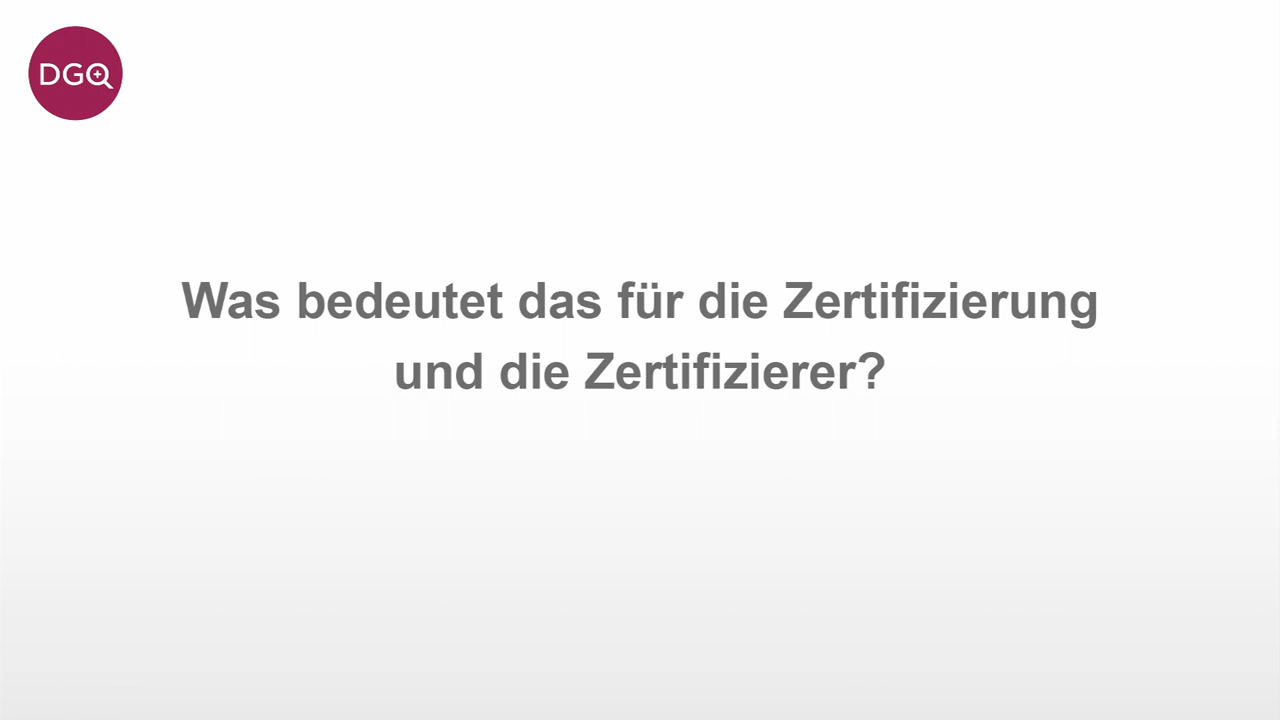 DGQ
Was bedeutet das für die Zertifizierung
und die Zertifizierer?